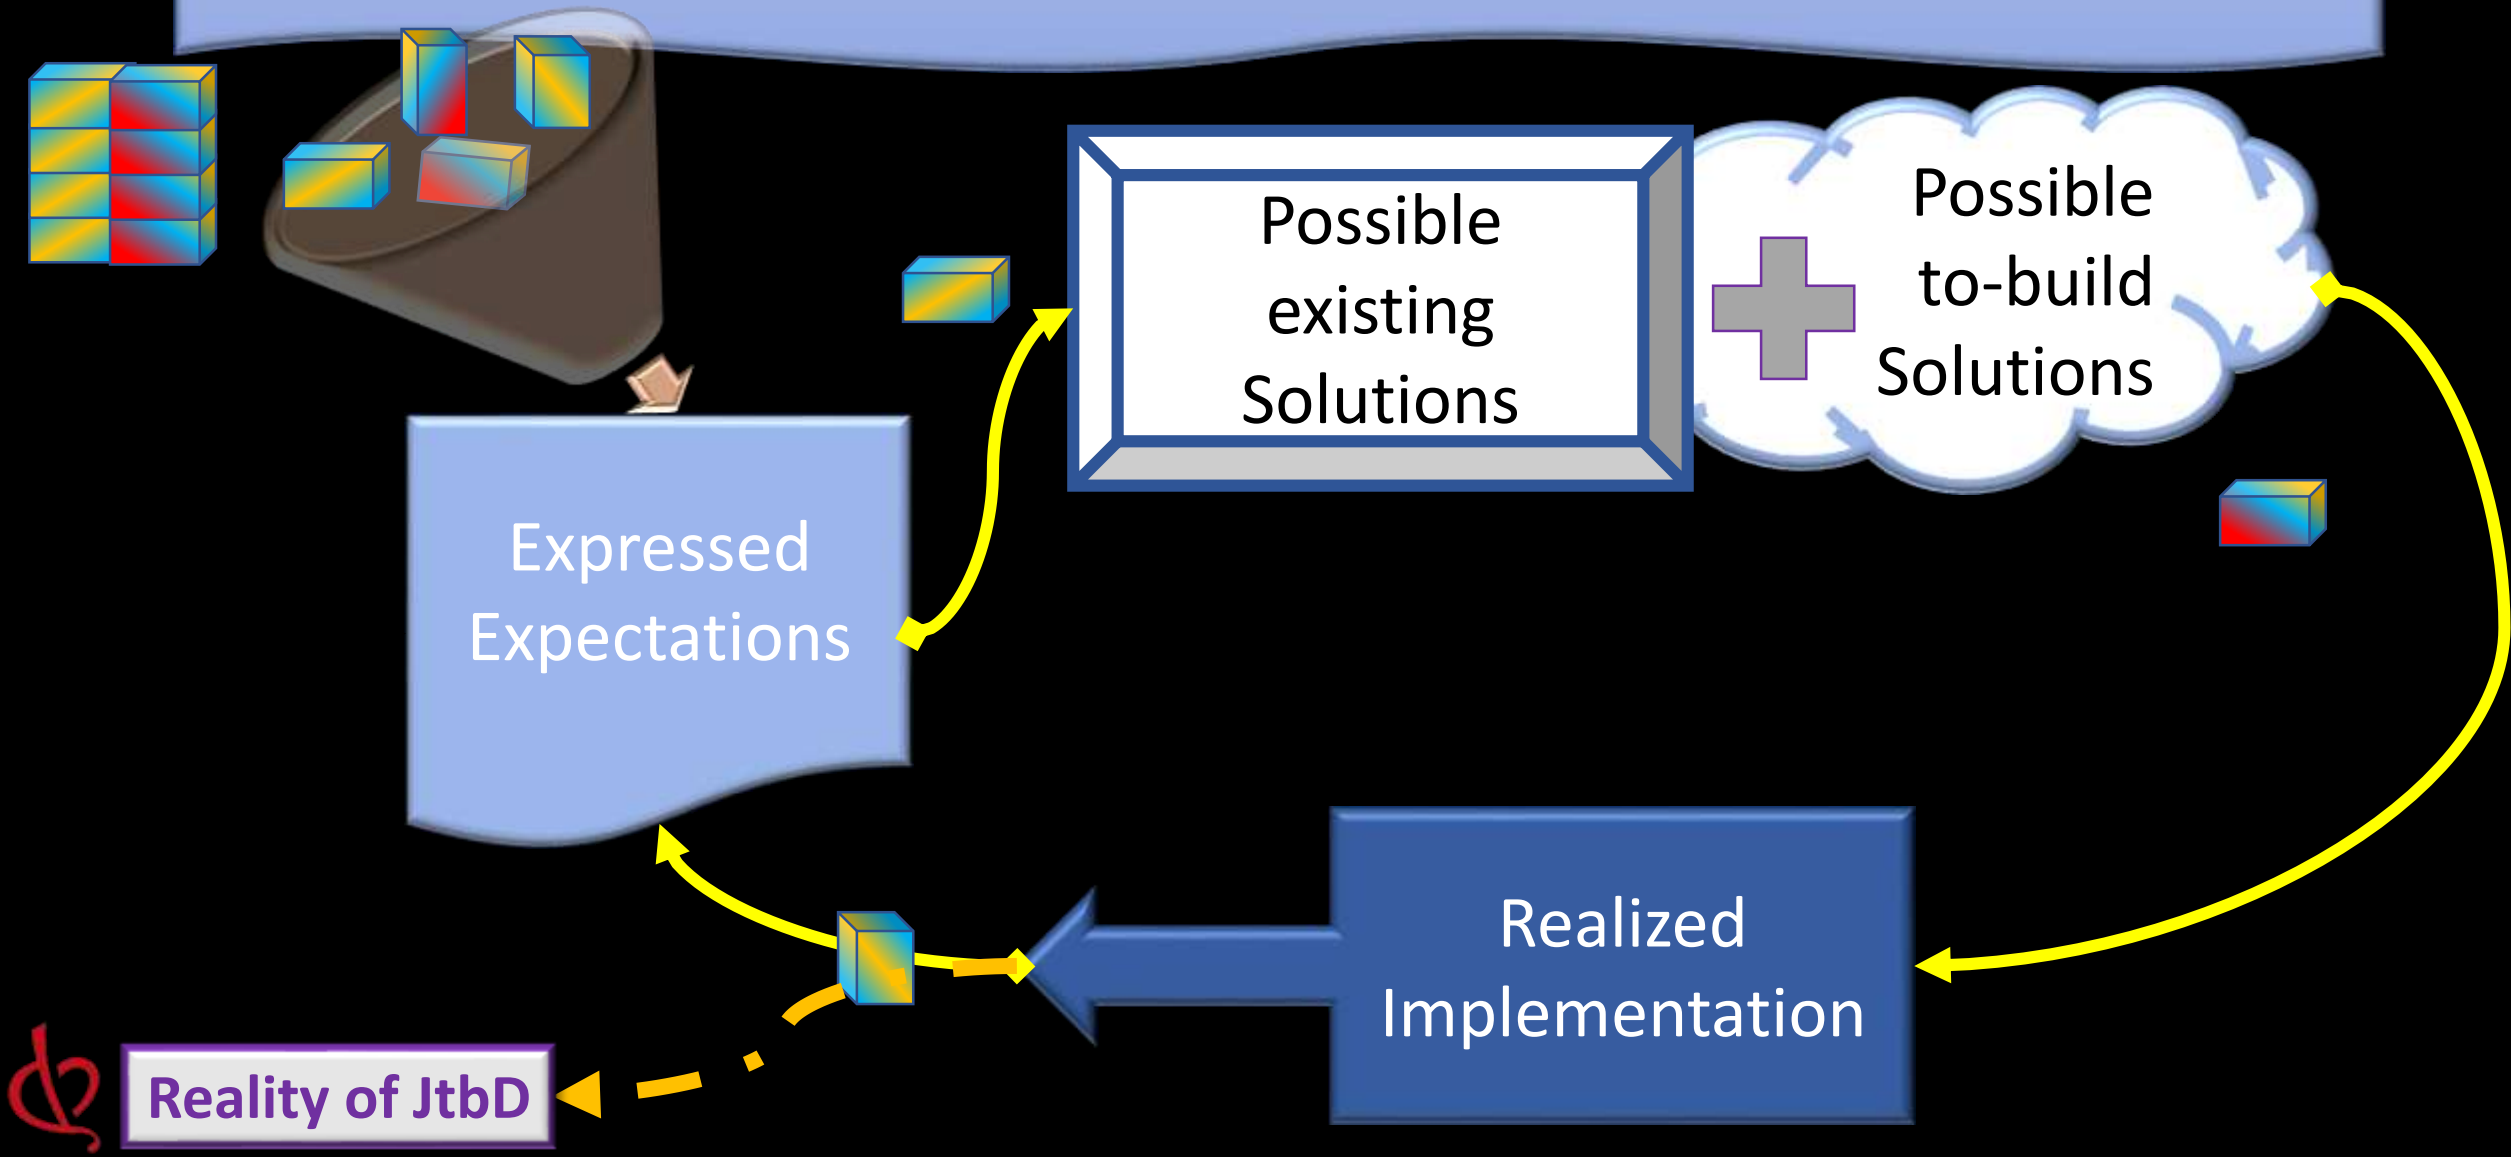 Possible
existing
Solutions
Possible
to-build
Solutions
Expressed
Expectations
Realized
Implementation
Reality of JtbD